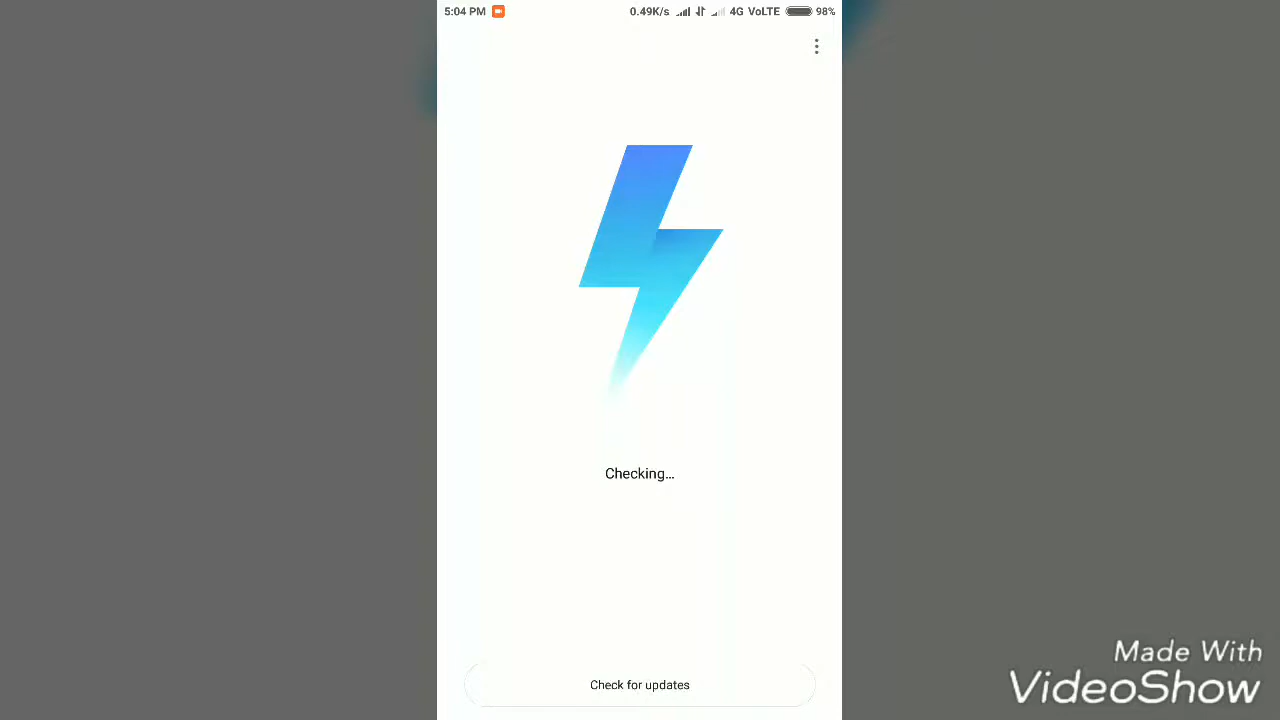 5:04 PM 0.49K/s 4G VoLTE 98%
Checking...
Check for updates
Made With
VideoShow